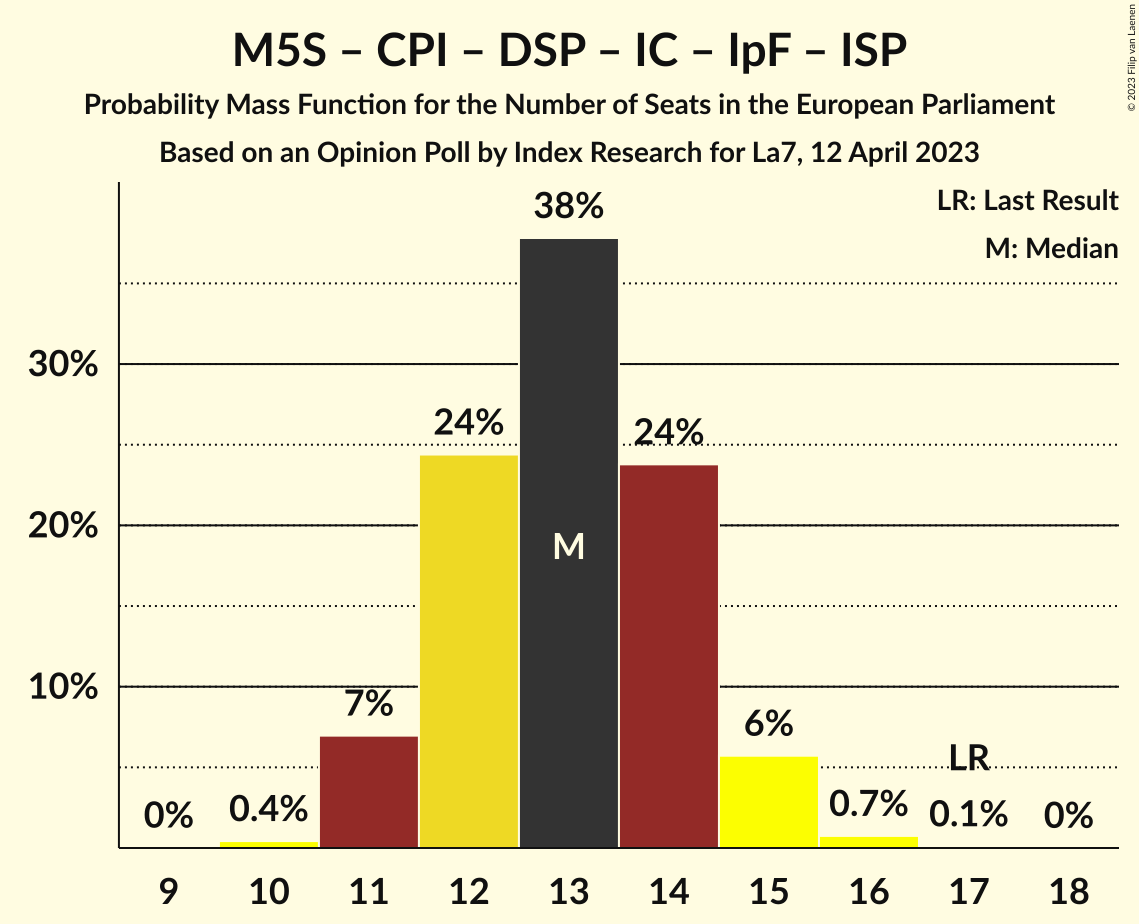 M5S – CPI – DSP – IC – IpF – ISP
Probability Mass Function for the Number of Seats in the European Parliament
Based on an Opinion Poll by Index Research for La7, 12 April 2023
© 2023 Filip van Laenen
LR: Last Result
M: Median
38%
30%
24%
24%
20%
M
10%
7%
6%
LR
0%
0.4%
0.7%
0.1%
0%
9 10 11 12 13 14 15 16 17 18